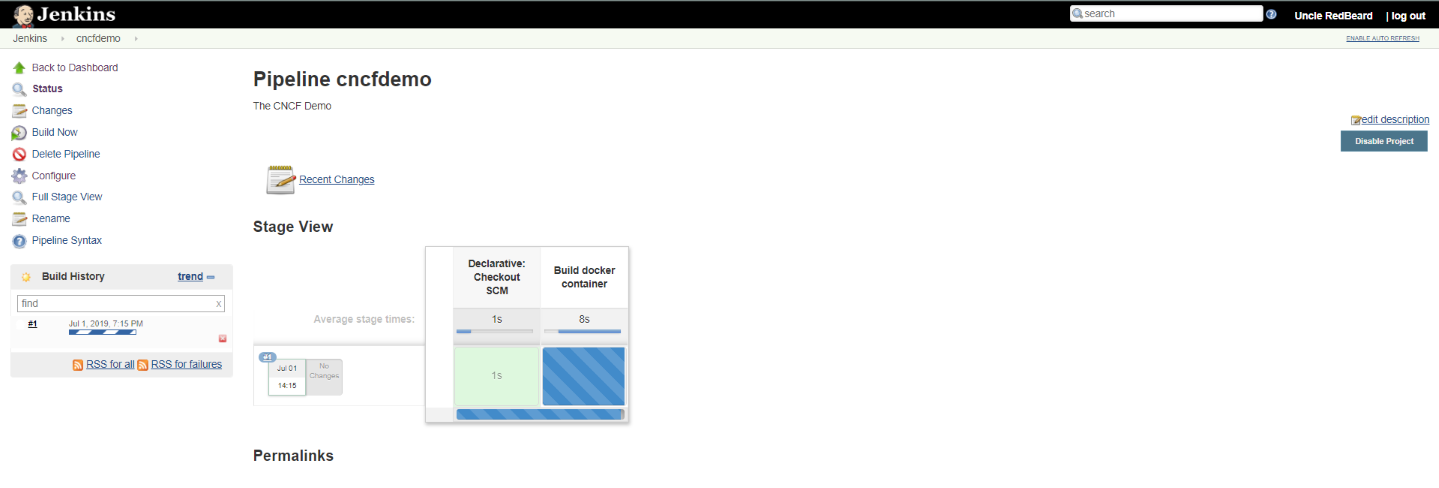 Jenkins
search
Uncle RedBeard
| log out
Jenkins
cncfdemo
ENABLE AUTO REFRESH
Back to Dashboard
Status
Changes
Build Now
Delete Pipeline
Configure
Full Stage View
Rename
Pipeline Syntax
Build History
trend
find
x
#1
Jul 1, 2019, 7:15 PM
RSS for all
RSS for failures
Pipeline cncfdemo
The CNCF Demo
edit description
Disable Project
Recent Changes
Stage View
Declarative:
Checkout
SCM
Build docker
container
Average stage times:
1s
8s
#1
Jul 01
14:15
No
Changes
1s
Permalinks